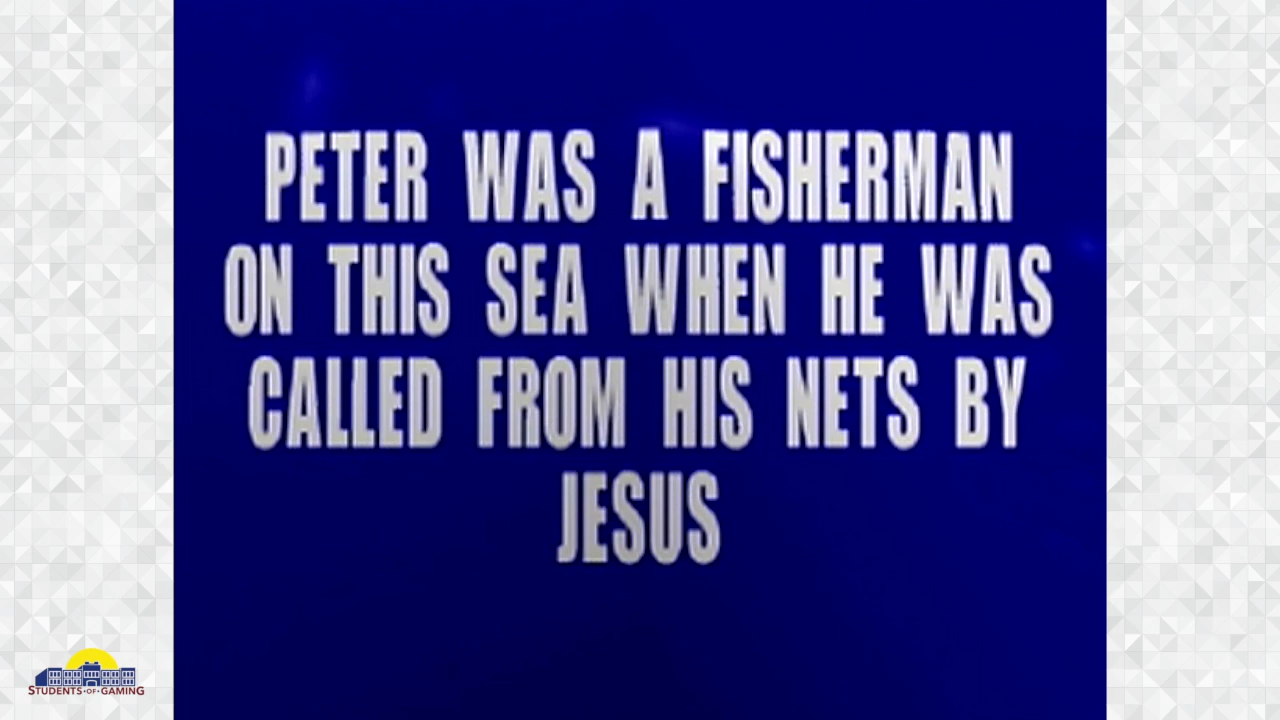 PETER WAS A FISHERMAN
ON THIS SEA WHEN HE WAS
CALLED FROM HIS NETS BY
JESUS
STUDENTS·OF·GAMING